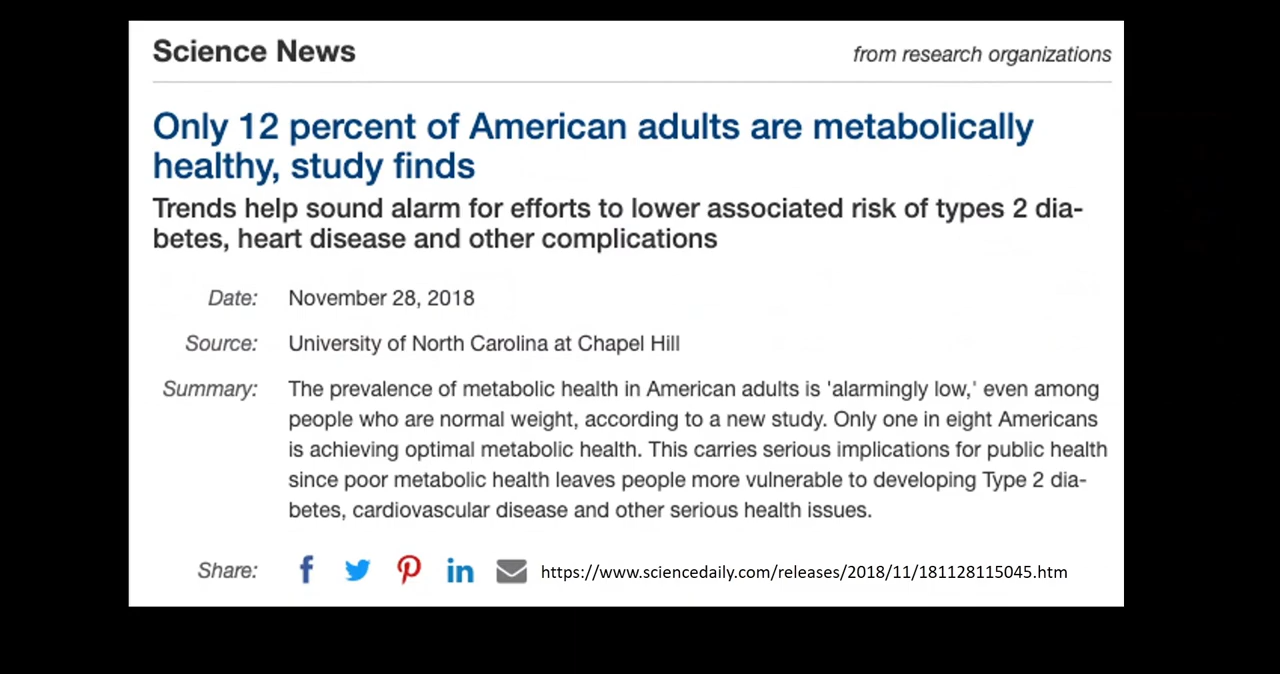 Science News
from research organizations
Only 12 percent of American adults are metabolically
healthy, study finds
Trends help sound alarm for efforts to lower associated risk of types 2 dia-
betes, heart disease and other complications
Date: November 28, 2018
Source: University of North Carolina at Chapel Hill
Summary: The prevalence of metabolic health in American adults is 'alarmingly low,' even among
people who are normal weight, according to a new study. Only one in eight Americans
is achieving optimal metabolic health. This carries serious implications for public health
since poor metabolic health leaves people more vulnerable to developing Type 2 dia-
betes, cardiovascular disease and other serious health issues.
Share: https://www.sciencedaily.com/releases/2018/11/181128115045.htm